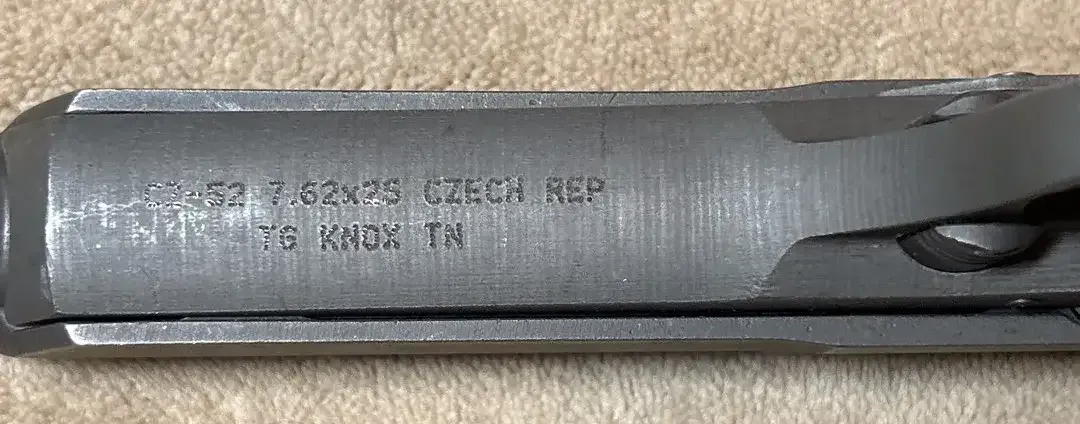 CZ-52 7.62x25 CZECH REP
TG KNOX TN